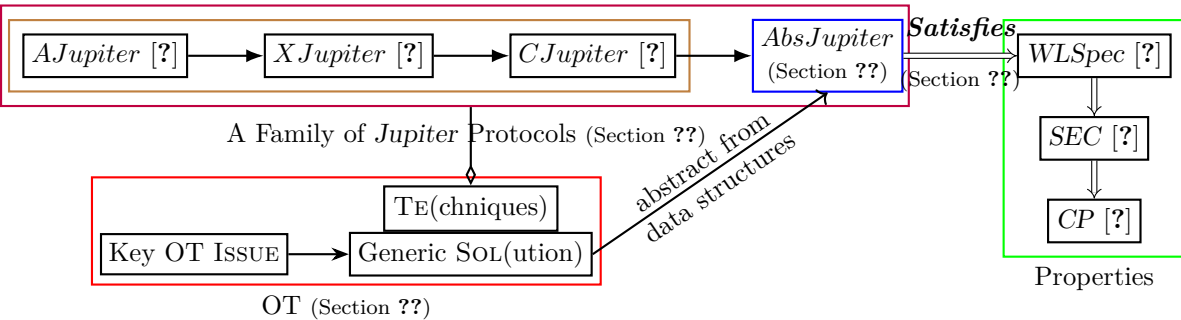 AJupiter [?]
XJupiter [?]
CJupiter [?]
AbsJupiter
(Section ??)
Satisfies
(Section ??)
WLSpec [?]
SEC [?]
CP [?]
Properties
A Family of Jupiter Protocols (Section ??)
abstract from
data structures
TE(chniques)
Key OT ISSUE
Generic SOL(ution)
OT (Section ??)